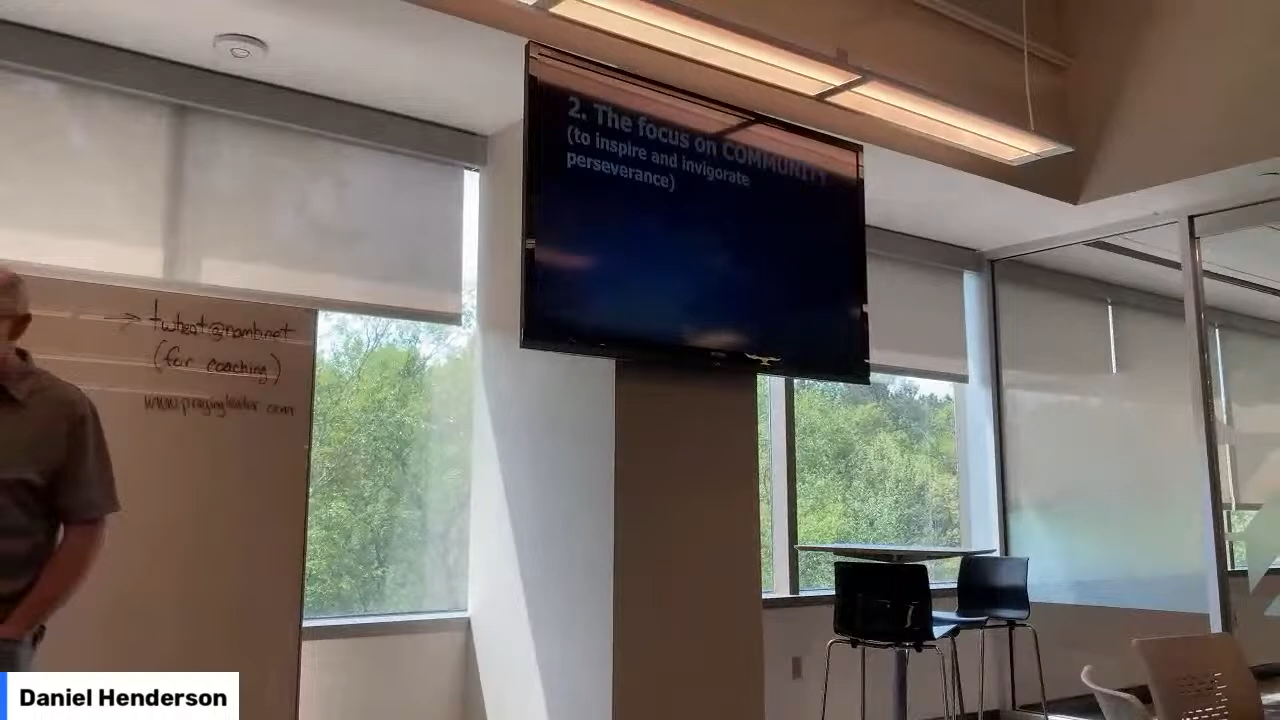 2. The focus on COMMUNITY
(to inspire and invigorate
perseverance)
twheat@namb.net
(for coaching)
www.prayingleader.com
Daniel Henderson